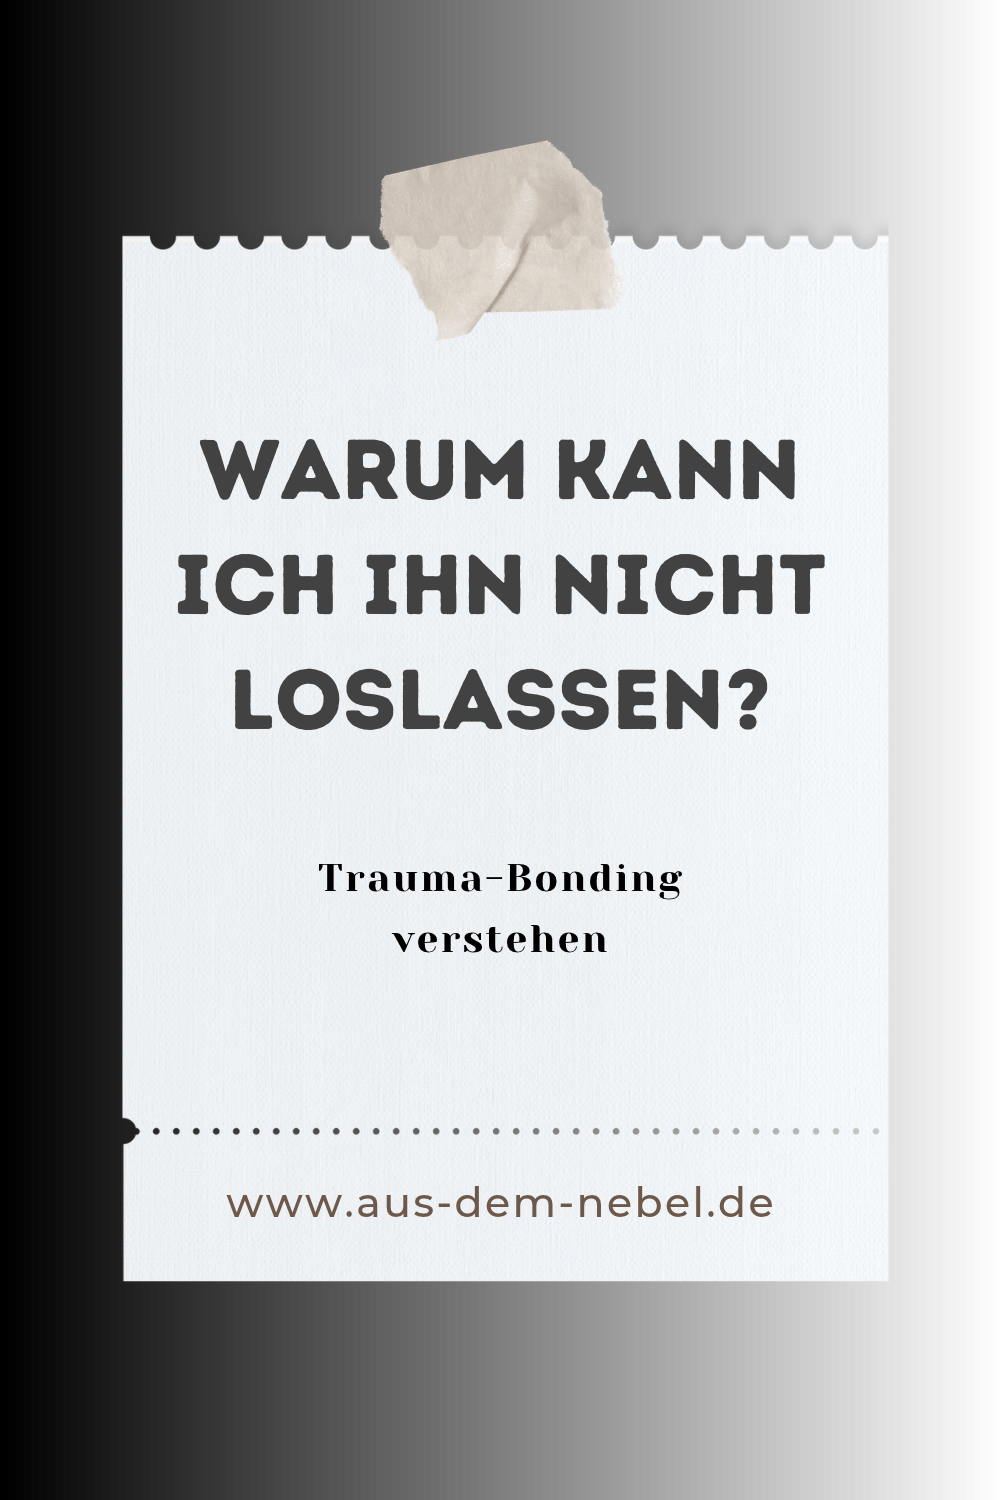 WARUM KANN
ICH IHN NICHT
LOSLASSEN?
Trauma-Bonding
verstehen
www.aus-dem-nebel.de